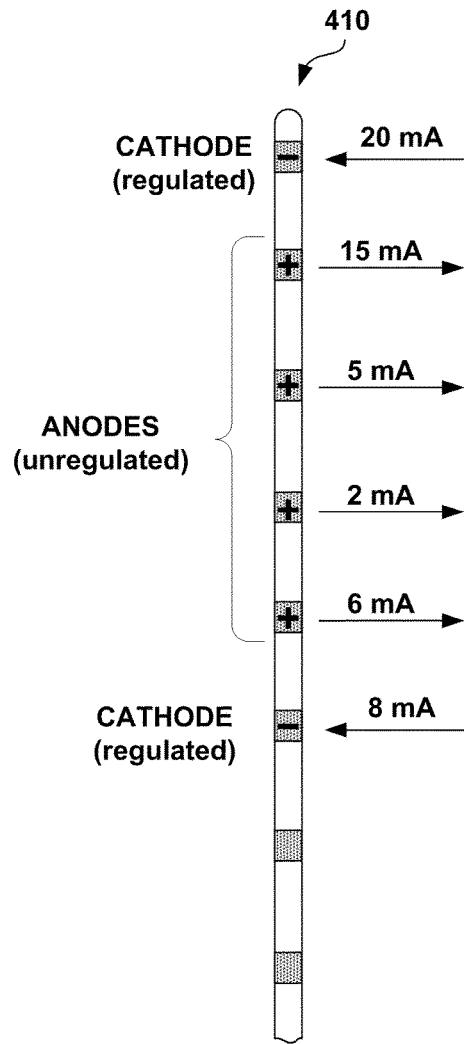 410
CATHODE
(regulated)
20 mA
−
+
15 mA
+
5 mA
ANODES
(unregulated)
+
2 mA
+
6 mA
CATHODE
(regulated)
−
8 mA